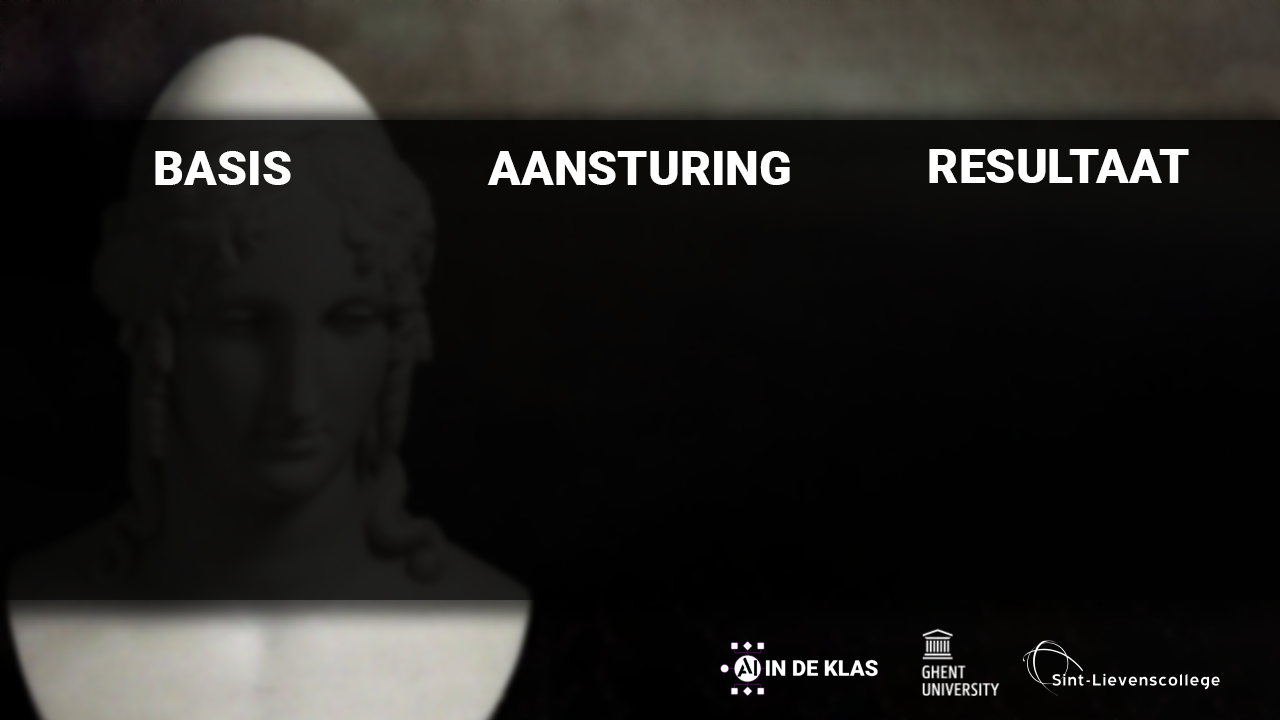 BASIS
AANSTURING
RESULTAAT
AI IN DE KLAS
GHENT
UNIVERSITY
Sint-Lievenscollege